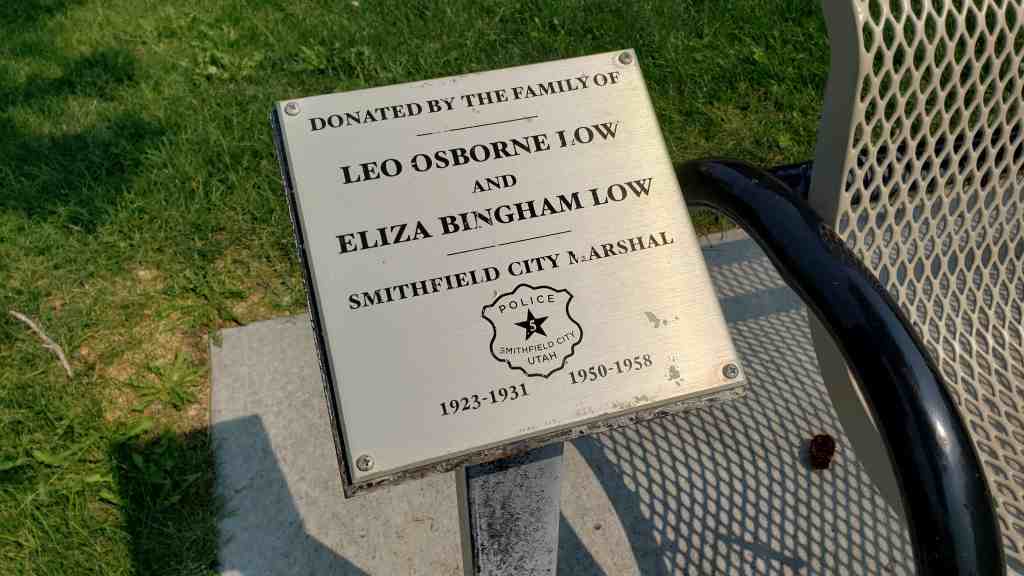 DONATED BY THE FAMILY OF
LEO OSBORNE LOW
AND
ELIZA BINGHAM LOW
SMITHFIELD CITY MARSHAL
POLICE
S
SMITHFIELD CITY
UTAH
1923-1931 1950-1958